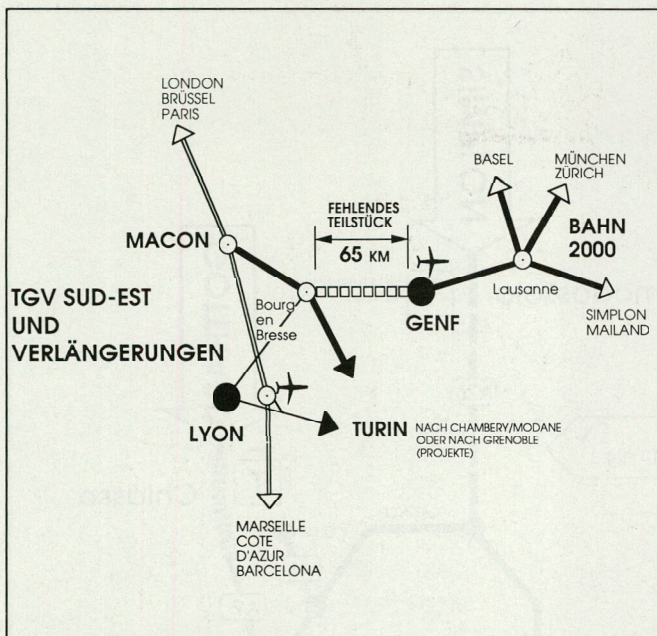 LONDON
BRÜSSEL
PARIS
BASEL
MÜNCHEN
ZÜRICH
FEHLENDES
TEILSTÜCK
65 KM
MACON
BAHN
2000
Lausanne
GENF
SIMPLON
MAILAND
TGV SUD-EST
UND
VERLÄNGERUNGEN
Bourg
en
Bresse
LYON
TURIN
NACH CHAMBERY/MODANE
ODER NACH GRENOBLE
(PROJEKTE)
MARSEILLE
COTE
D'AZUR
BARCELONA